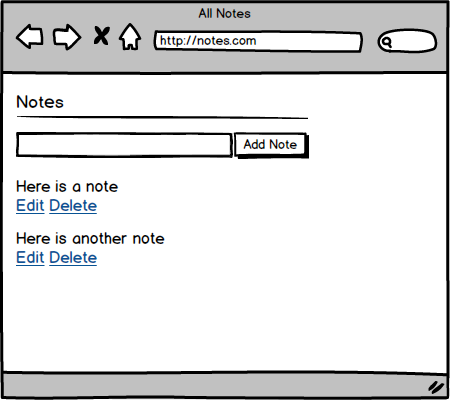 All Notes
http://notes.com
Notes
Add Note
Here is a note
Edit Delete
Here is another note
Edit Delete